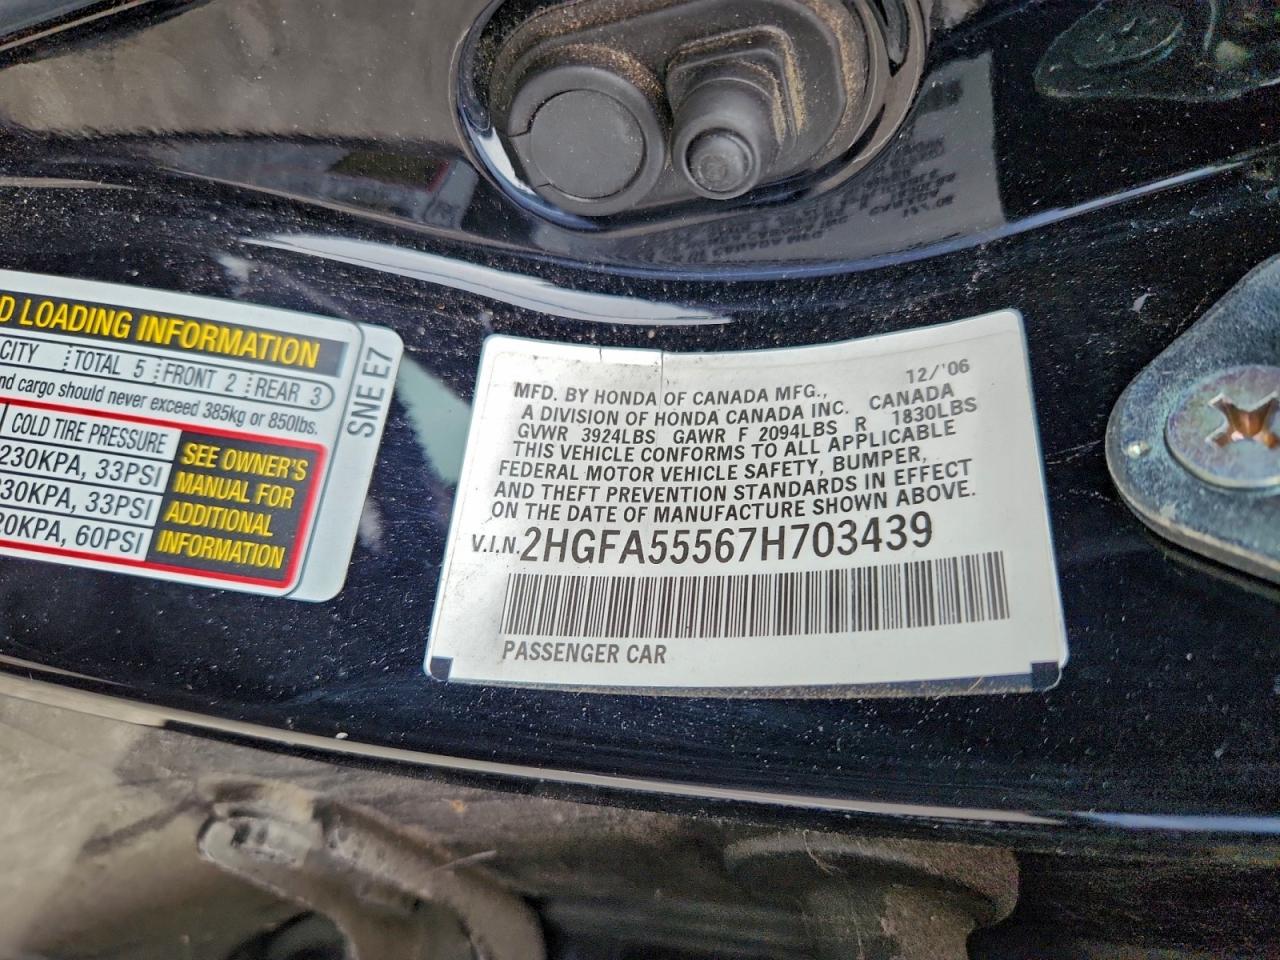 D LOADING INFORMATION
CITY TOTAL 5 FRONT 2 REAR 3
nd cargo should never exceed 385kg or 850lbs.
COLD TIRE PRESSURE
230KPA, 33PSI
230KPA, 33PSI
20KPA, 60PSI
SEE OWNER'S
MANUAL FOR
ADDITIONAL
INFORMATION
SNE E7
12/'06
MFD. BY HONDA OF CANADA MFG.,
A DIVISION OF HONDA CANADA INC. CANADA
GVWR 3924LBS GAWR F 2094LBS R 1830LBS
THIS VEHICLE CONFORMS TO ALL APPLICABLE
FEDERAL MOTOR VEHICLE SAFETY, BUMPER,
AND THEFT PREVENTION STANDARDS IN EFFECT
ON THE DATE OF MANUFACTURE SHOWN ABOVE.
V.I.N. 2HGFA55567H703439
PASSENGER CAR